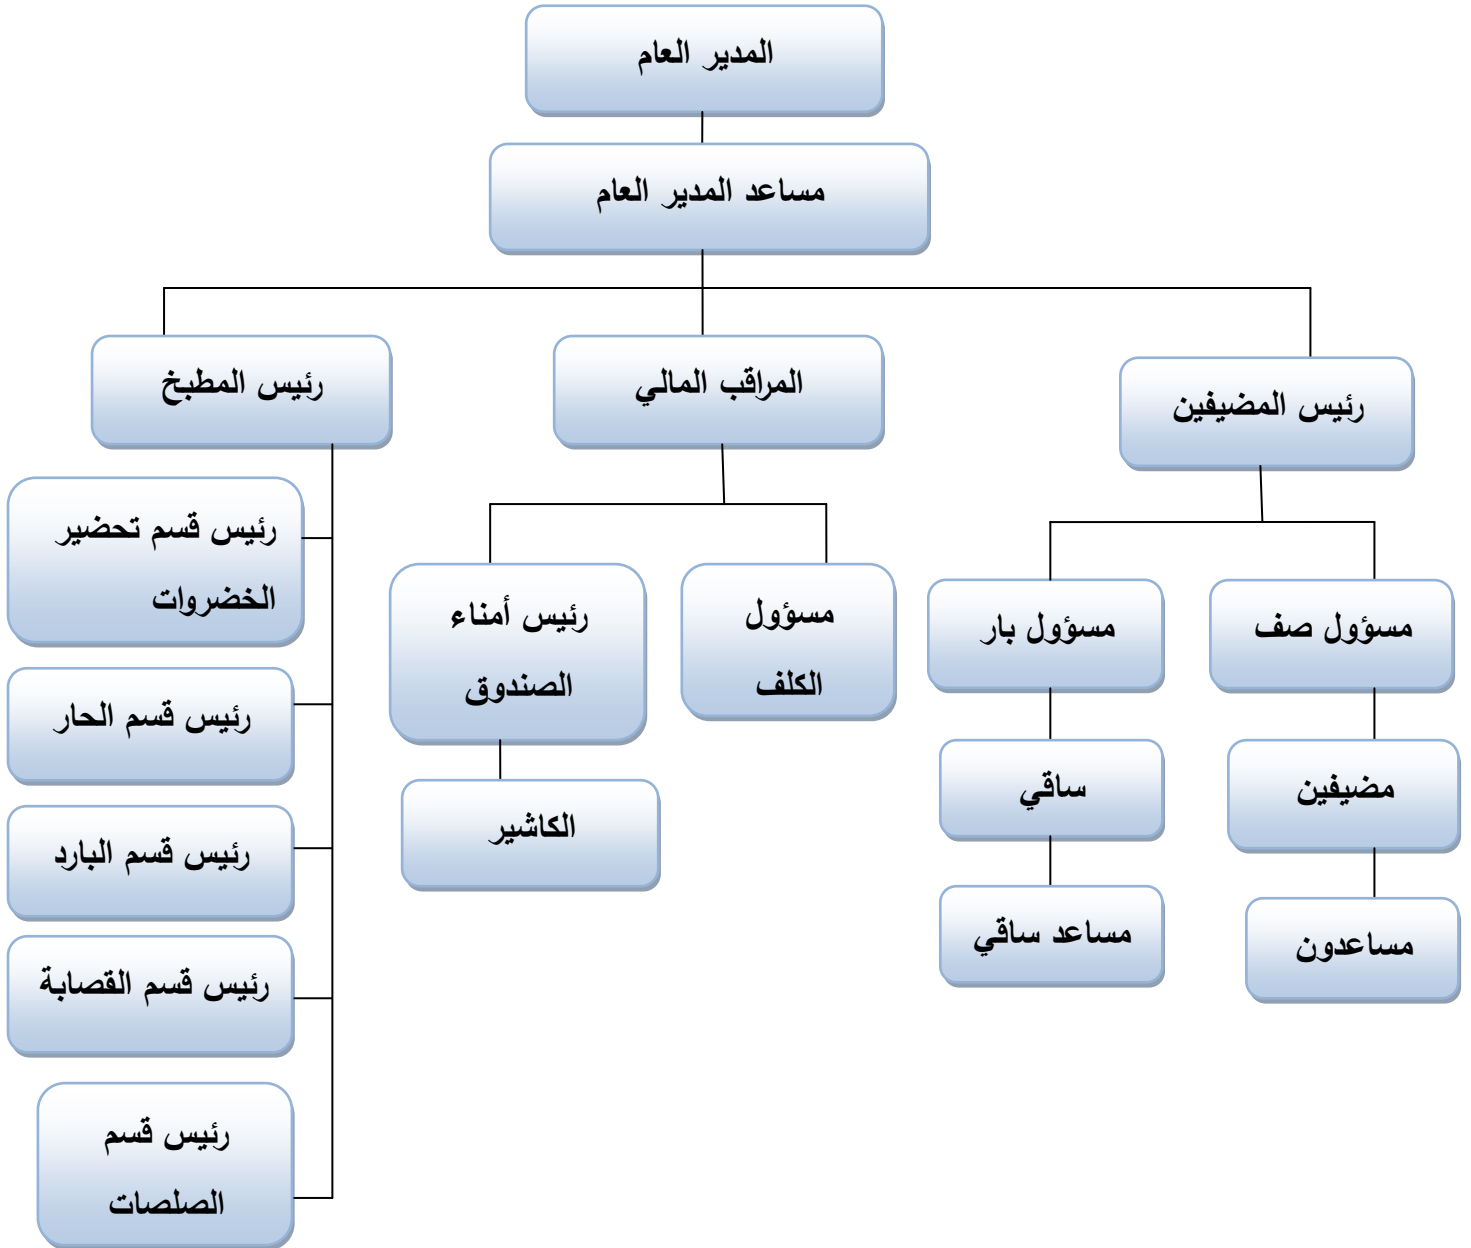 المدير العام
مساعد المدير العام
رئيس المضيفين
المراقب المالي
رئيس المطبخ
مسؤول صف
مضيفين
مساعدون
مسؤول بار
ساقي
مساعد ساقي
مسؤول
الكلف
رئيس أمناء
الصندوق
الكاشير
رئيس قسم تحضير
الخضروات
رئيس قسم الحار
رئيس قسم البارد
رئيس قسم القصابة
رئيس قسم
الصلصات